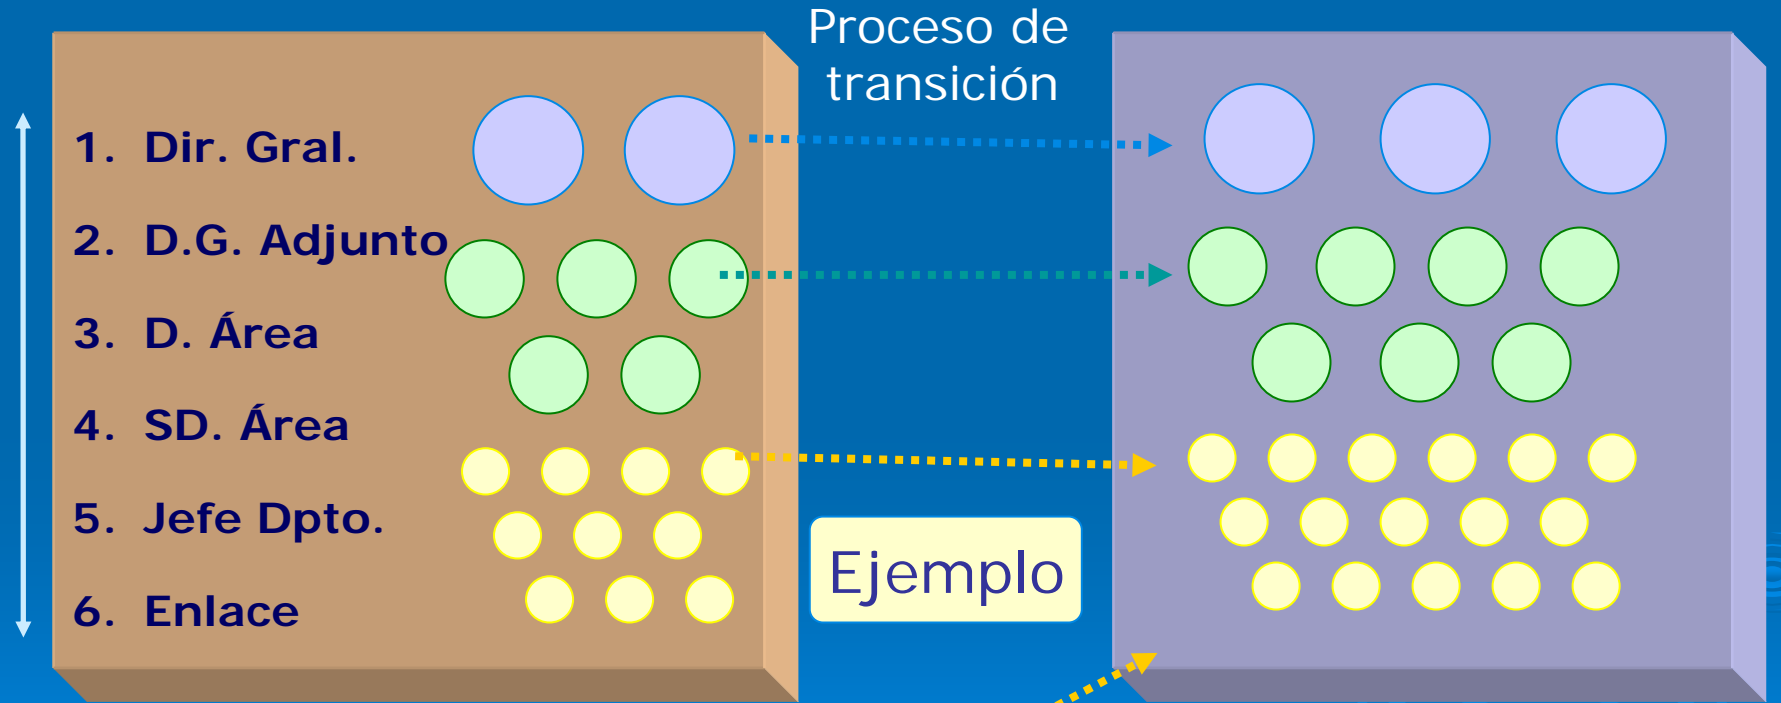 Proceso de
transición
1. Dir. Gral.
2. D.G. Adjunto
3. D. Área
4. SD. Área
5. Jefe Dpto.
6. Enlace
Ejemplo